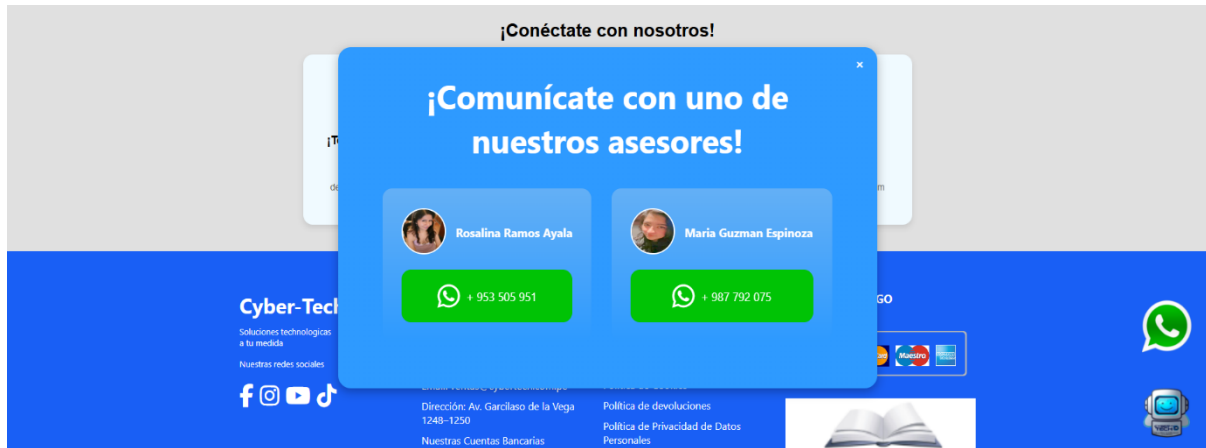 ¡Conéctate con nosotros!
×
¡Comunícate con uno de
nuestros asesores!
Rosalina Ramos Ayala
Maria Guzman Espinoza
+ 953 505 951
+ 987 792 075
Cyber-Tech
Soluciones technologicas
a tu medida
Nuestras redes sociales
GO
Maestro
Dirección: Av. Garcilaso de la Vega
1248–1250
Nuestras Cuentas Bancarias
Política de devoluciones
Política de Privacidad de Datos
Personales